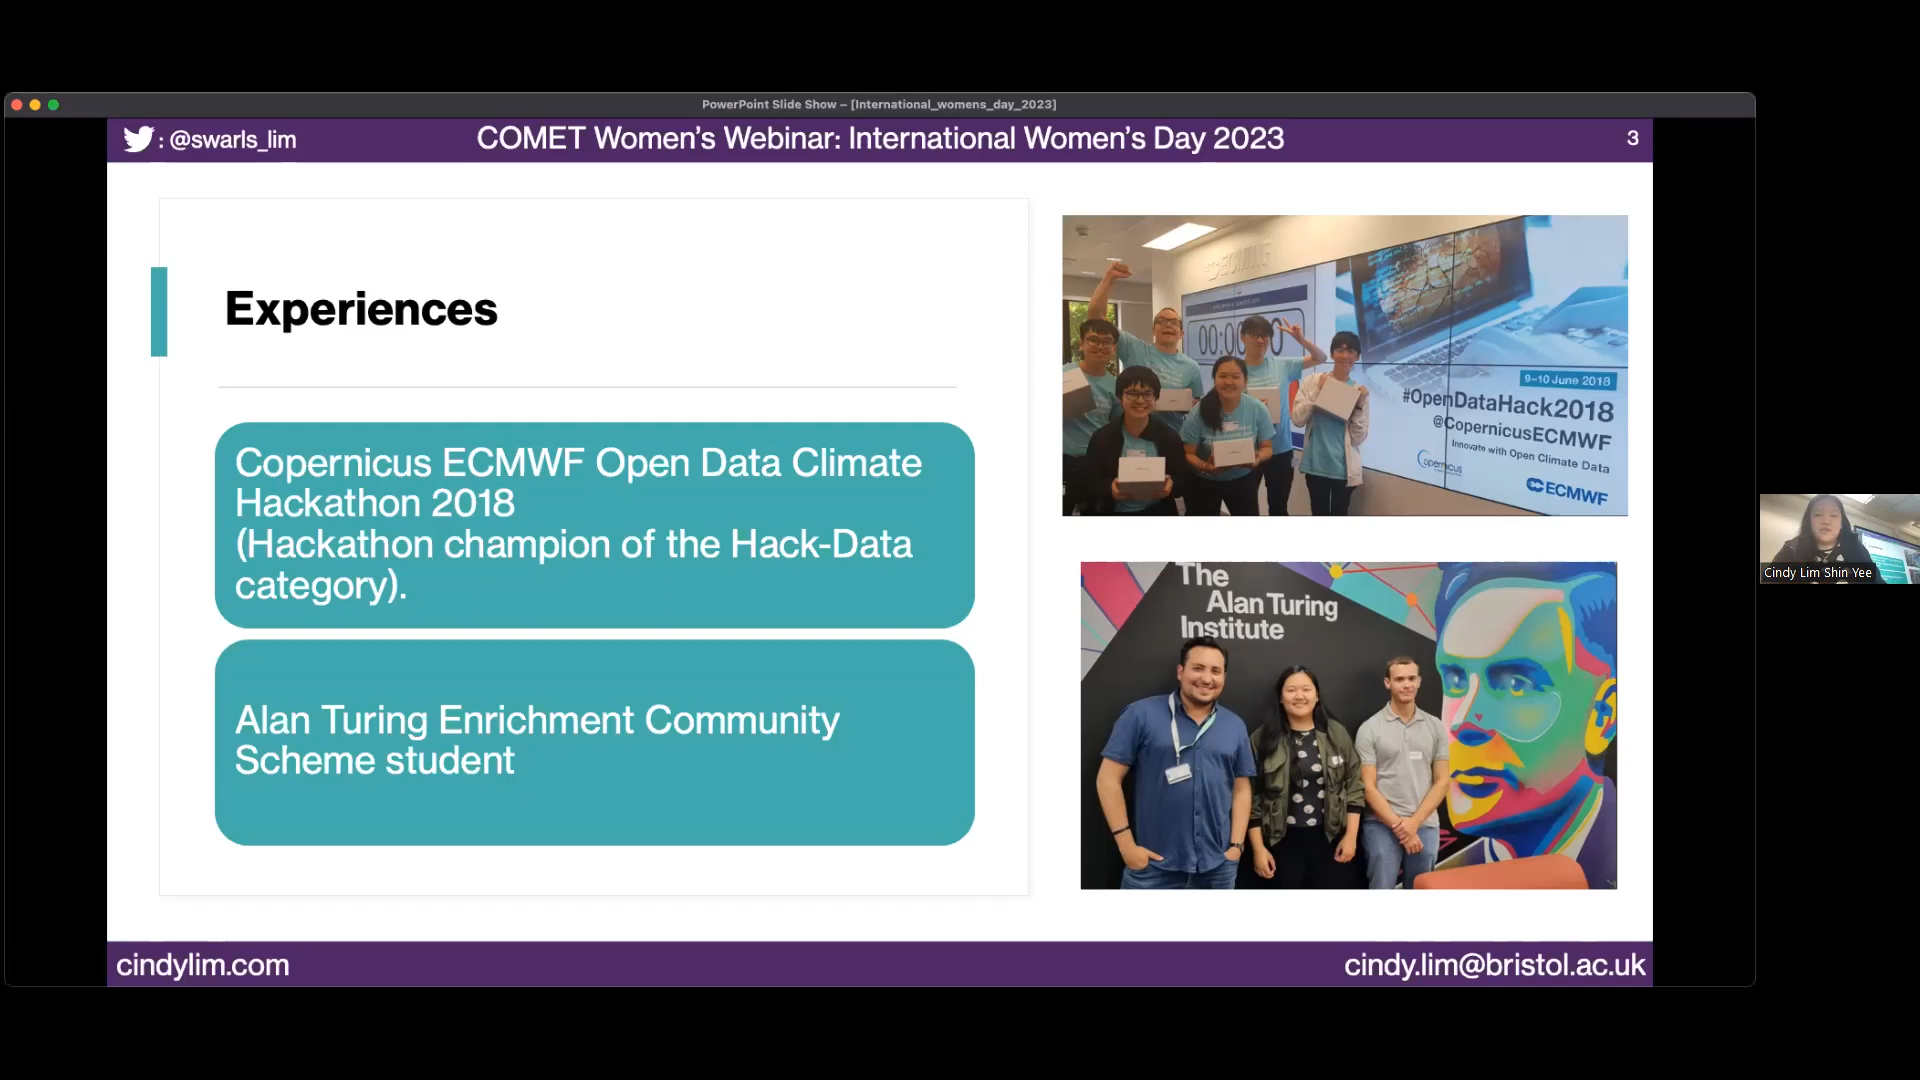 PowerPoint Slide Show – [International_womens_day_2023]
: @swarls_lim
COMET Women's Webinar: International Women's Day 2023
3
Experiences
Copernicus ECMWF Open Data Climate
Hackathon 2018
(Hackathon champion of the Hack-Data
category).
Alan Turing Enrichment Community
Scheme student
ECMWF
9–10 June 2018
#OpenDataHack2018
@CopernicusECMWF
Innovate with Open Climate Data
Copernicus
ECMWF
The
Alan Turing
Institute
Cindy Lim Shin Yee
cindylim.com
cindy.lim@bristol.ac.uk